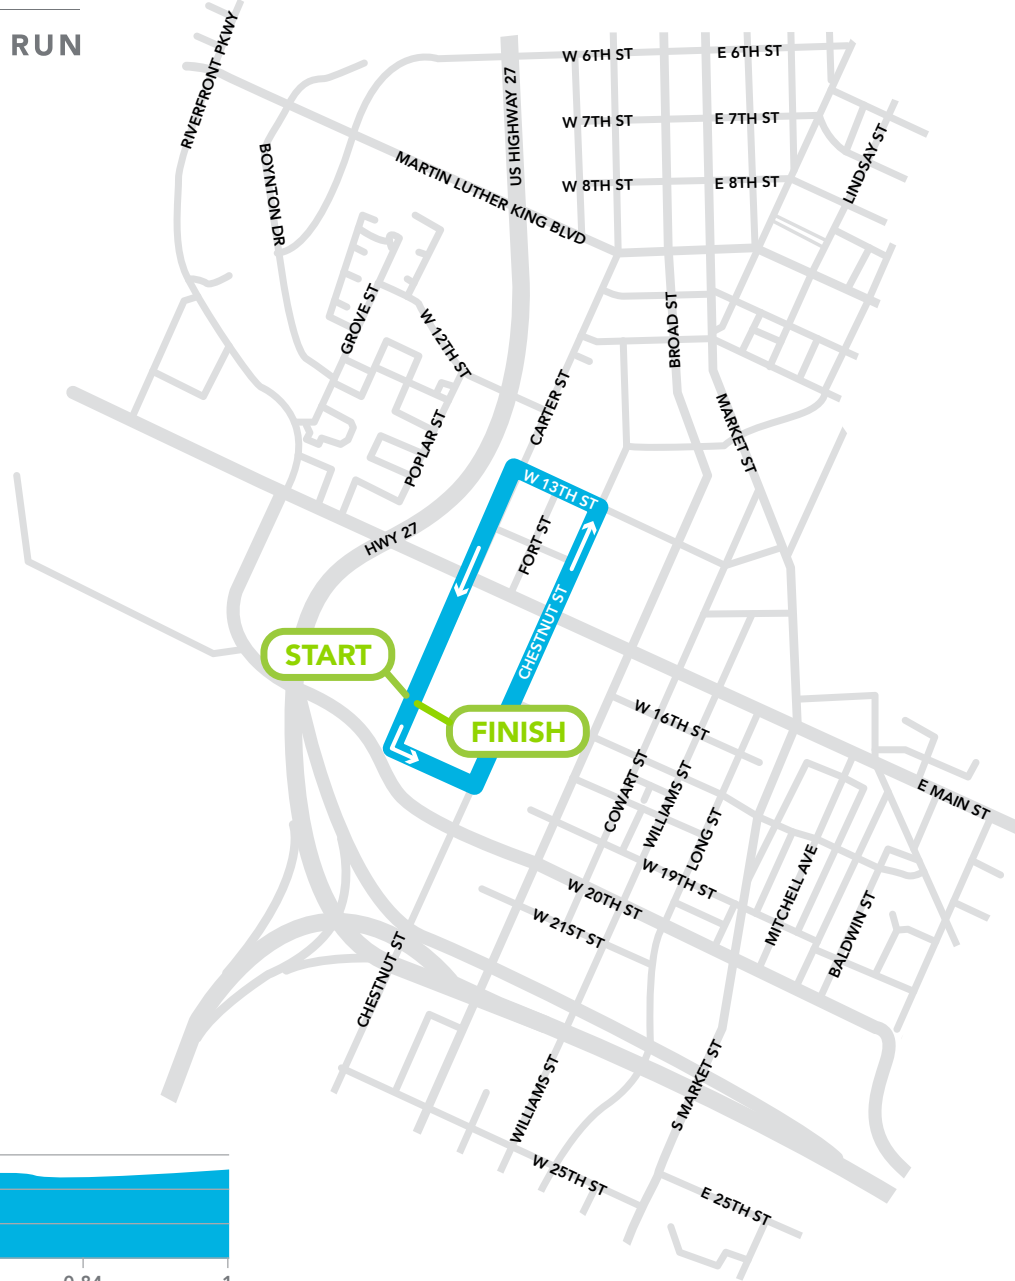 RUN
RIVERFRONT PKWY
BOYNTON DR
US HIGHWAY 27
W 6TH ST
E 6TH ST
W 7TH ST
E 7TH ST
W 8TH ST
E 8TH ST
LINDSAY ST
MARTIN LUTHER KING BLVD
GROVE ST
W 12TH ST
BROAD ST
CARTER ST
MARKET ST
POPLAR ST
W 13TH ST
HWY 27
FORT ST
CHESTNUT ST
START
FINISH
W 16TH ST
COWART ST
WILLIAMS ST
LONG ST
E MAIN ST
W 19TH ST
MITCHELL AVE
BALDWIN ST
W 20TH ST
W 21ST ST
CHESTNUT ST
WILLIAMS ST
S MARKET ST
W 25TH ST
E 25TH ST
0.84
1